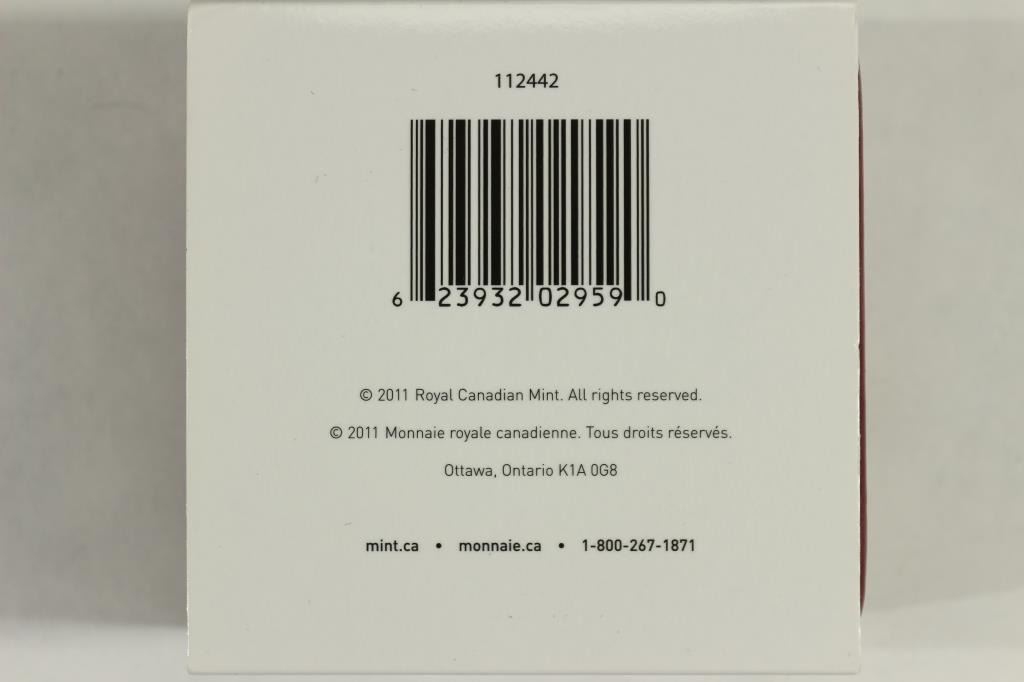 112442
6 23932 02959 0
© 2011 Royal Canadian Mint. All rights reserved.
© 2011 Monnaie royale canadienne. Tous droits réservés.
Ottawa, Ontario K1A 0G8
mint.ca • monnaie.ca • 1-800-267-1871